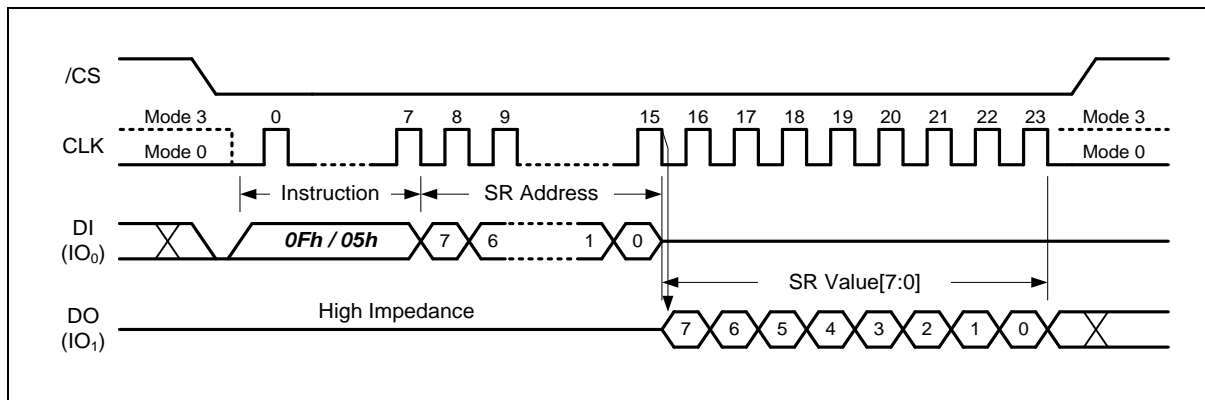 /CS
Mode 3 0 7 8 9 15 16 17 18 19 20 21 22 23 Mode 3
CLK
Mode 0 Mode 0
Instruction SR Address
DI
(IO₀)
0Fh / 05h 7 6 1 0
SR Value[7:0]
High Impedance
DO
(IO₁)
7 6 5 4 3 2 1 0